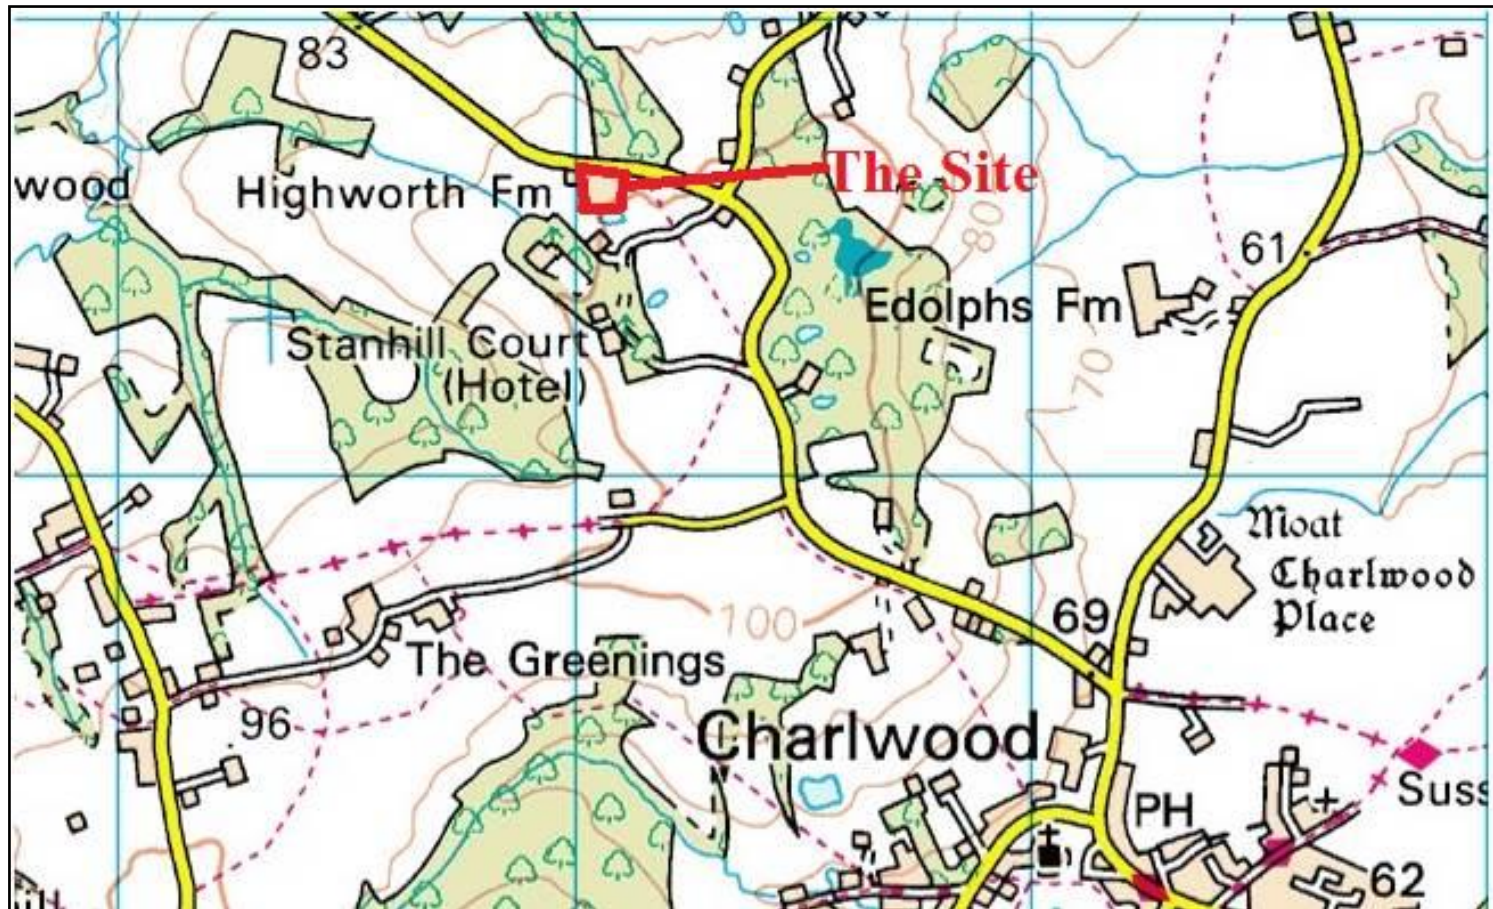 83
wood
Highworth Fm
The Site
80
61
Edolphs Fm
Stanhill Court
(Hotel)
70
Moat
Charlwood
Place
69
100
The Greenings
96
Charlwood
PH
Suss
62